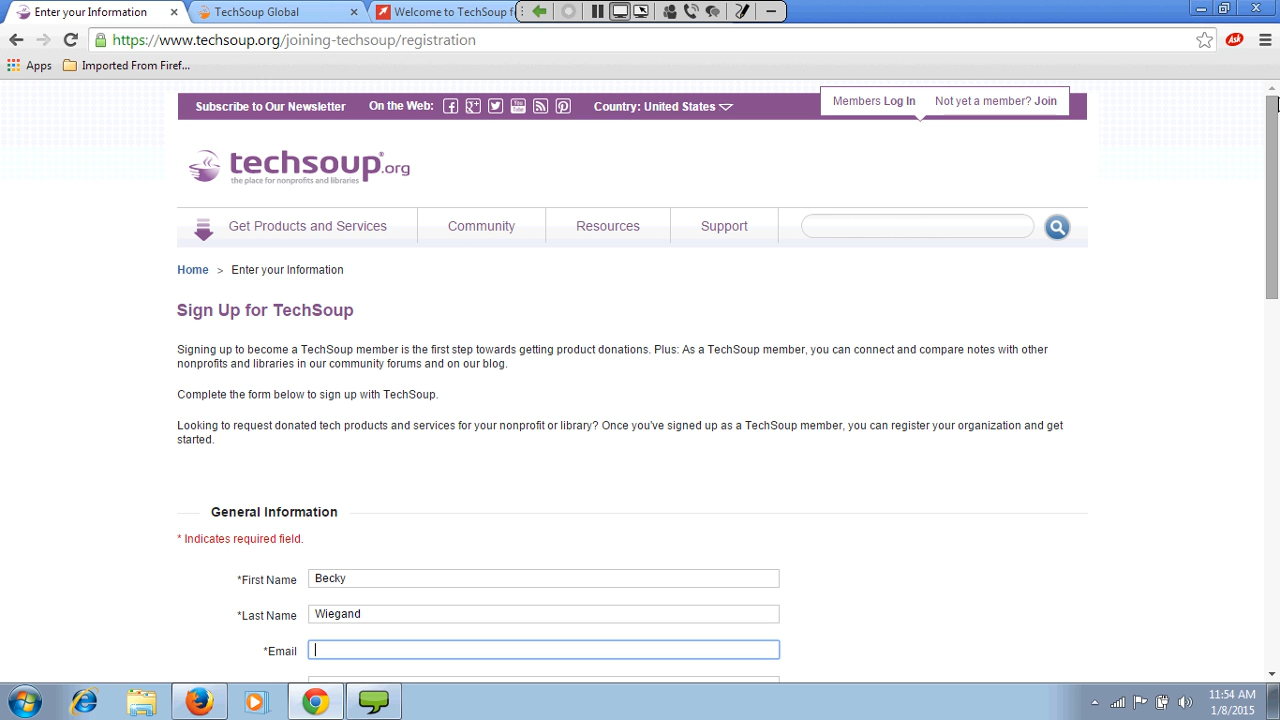 Enter your Information
TechSoup Global
Welcome to TechSoup f
https://www.techsoup.org/joining-techsoup/registration
Ask
Apps
Imported From Firef...
Subscribe to Our Newsletter
On the Web:
You Tube
Country: United States
Members Log In
Not yet a member? Join
techsoup®.org
the place for nonprofits and libraries
Get Products and Services
Community
Resources
Support
Home > Enter your Information
Sign Up for TechSoup
Signing up to become a TechSoup member is the first step towards getting product donations. Plus: As a TechSoup member, you can connect and compare notes with other
nonprofits and libraries in our community forums and on our blog.
Complete the form below to sign up with TechSoup.
Looking to request donated tech products and services for your nonprofit or library? Once you've signed up as a TechSoup member, you can register your organization and get
started.
General Information
* Indicates required field.
*First Name Becky
*Last Name Wiegand
*Email
11:54 AM
1/8/2015